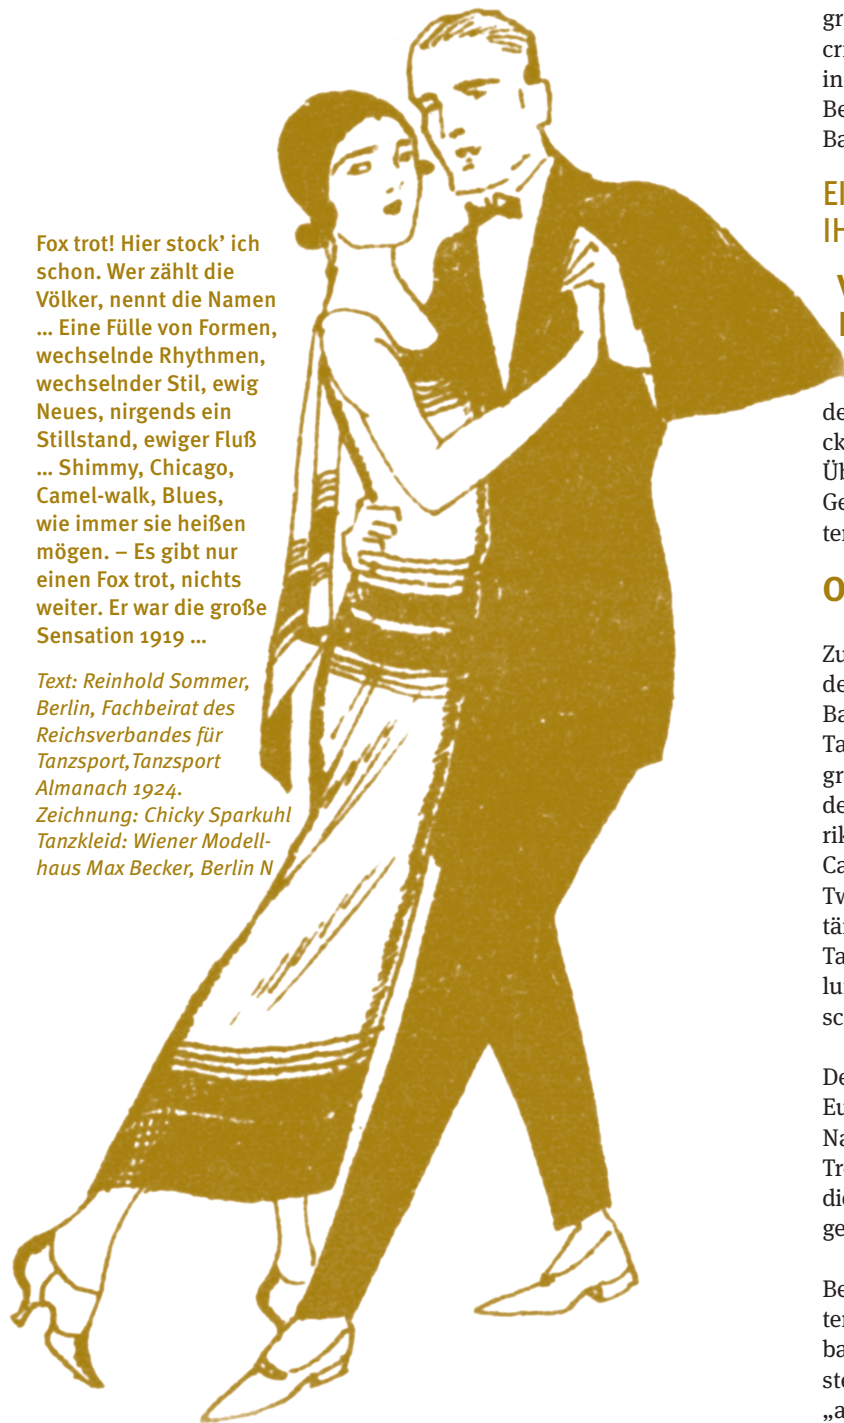 Fox trot! Hier stock’ ich
schon. Wer zählt die
Völker, nennt die Namen
... Eine Fülle von Formen,
wechselnde Rhythmen,
wechselnder Stil, ewig
Neues, nirgends ein
Stillstand, ewiger Fluß
... Shimmy, Chicago,
Camel-walk, Blues,
wie immer sie heißen
mögen. – Es gibt nur
einen Fox trot, nichts
weiter. Er war die große
Sensation 1919 ...
Text: Reinhold Sommer,
Berlin, Fachbeirat des
Reichsverbandes für
Tanzsport,Tanzsport
Almanach 1924.
Zeichnung: Chicky Sparkuhl
Tanzkleid: Wiener Modell-
haus Max Becker, Berlin N